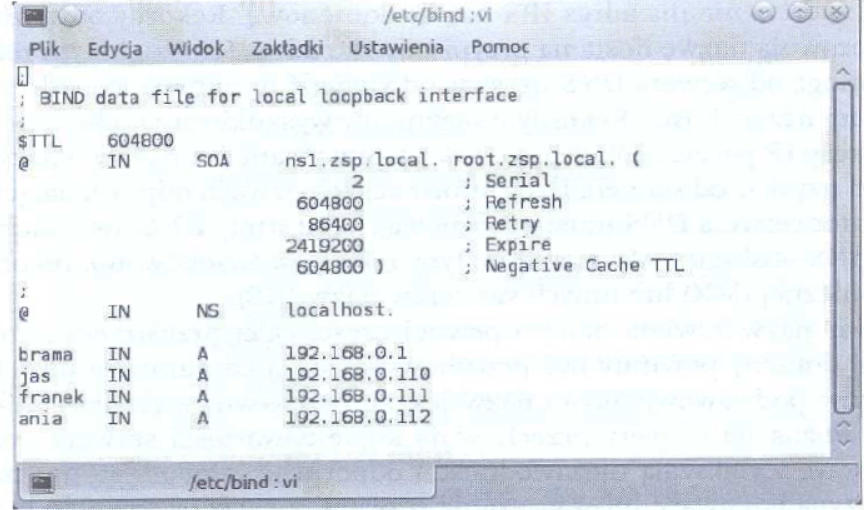 /etc/bind : vi
Plik Edycja Widok Zakładki Ustawienia Pomoc
;
; BIND data file for local loopback interface
;
$TTL 604800
@ IN SOA ns1.zsp.local. root.zsp.local. (
2 ; Serial
604800 ; Refresh
86400 ; Retry
2419200 ; Expire
604800 ; Negative Cache TTL
;
@ IN NS localhost.
brama IN A 192.168.0.1
jas IN A 192.168.0.110
franek IN A 192.168.0.111
ania IN A 192.168.0.112
/etc/bind : vi